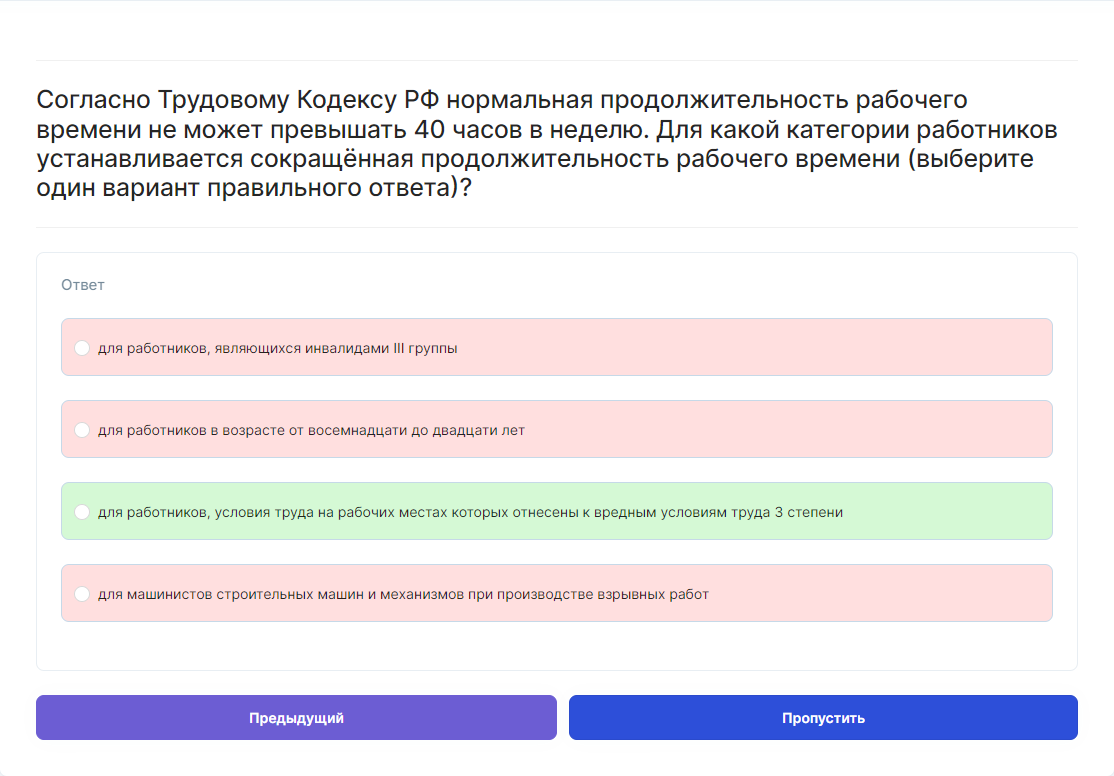 Согласно Трудовому Кодексу РФ нормальная продолжительность рабочего
времени не может превышать 40 часов в неделю. Для какой категории работников
устанавливается сокращённая продолжительность рабочего времени (выберите
один вариант правильного ответа)?
Ответ
для работников, являющихся инвалидами III группы
для работников в возрасте от восемнадцати до двадцати лет
для работников, условия труда на рабочих местах которых отнесены к вредным условиям труда 3 степени
для машинистов строительных машин и механизмов при производстве взрывных работ
Предыдущий
Пропустить